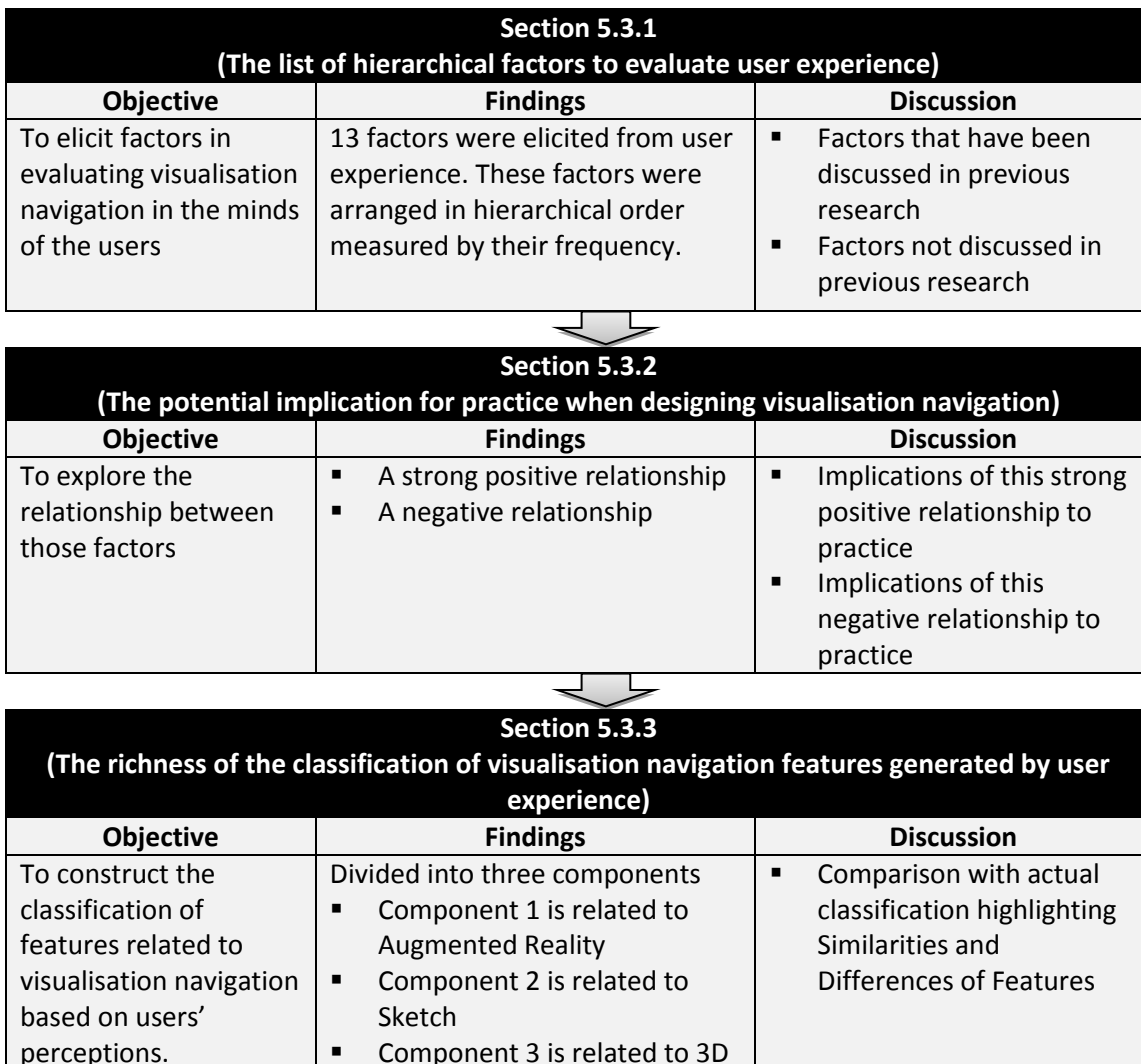 Section 5.3.1
(The list of hierarchical factors to evaluate user experience)
Objective
Findings
Discussion
To elicit factors in
evaluating visualisation
navigation in the minds
of the users
13 factors were elicited from user
experience. These factors were
arranged in hierarchical order
measured by their frequency.
▪ Factors that have been
discussed in previous
research
▪ Factors not discussed in
previous research
Section 5.3.2
(The potential implication for practice when designing visualisation navigation)
Objective
Findings
Discussion
To explore the
relationship between
those factors
▪ A strong positive relationship
▪ A negative relationship
▪ Implications of this strong
positive relationship to
practice
▪ Implications of this
negative relationship to
practice
Section 5.3.3
(The richness of the classification of visualisation navigation features generated by user
experience)
Objective
Findings
Discussion
To construct the
classification of
features related to
visualisation navigation
based on users’
perceptions.
Divided into three components
▪ Component 1 is related to
Augmented Reality
▪ Component 2 is related to
Sketch
▪ Component 3 is related to 3D
▪ Comparison with actual
classification highlighting
Similarities and
Differences of Features